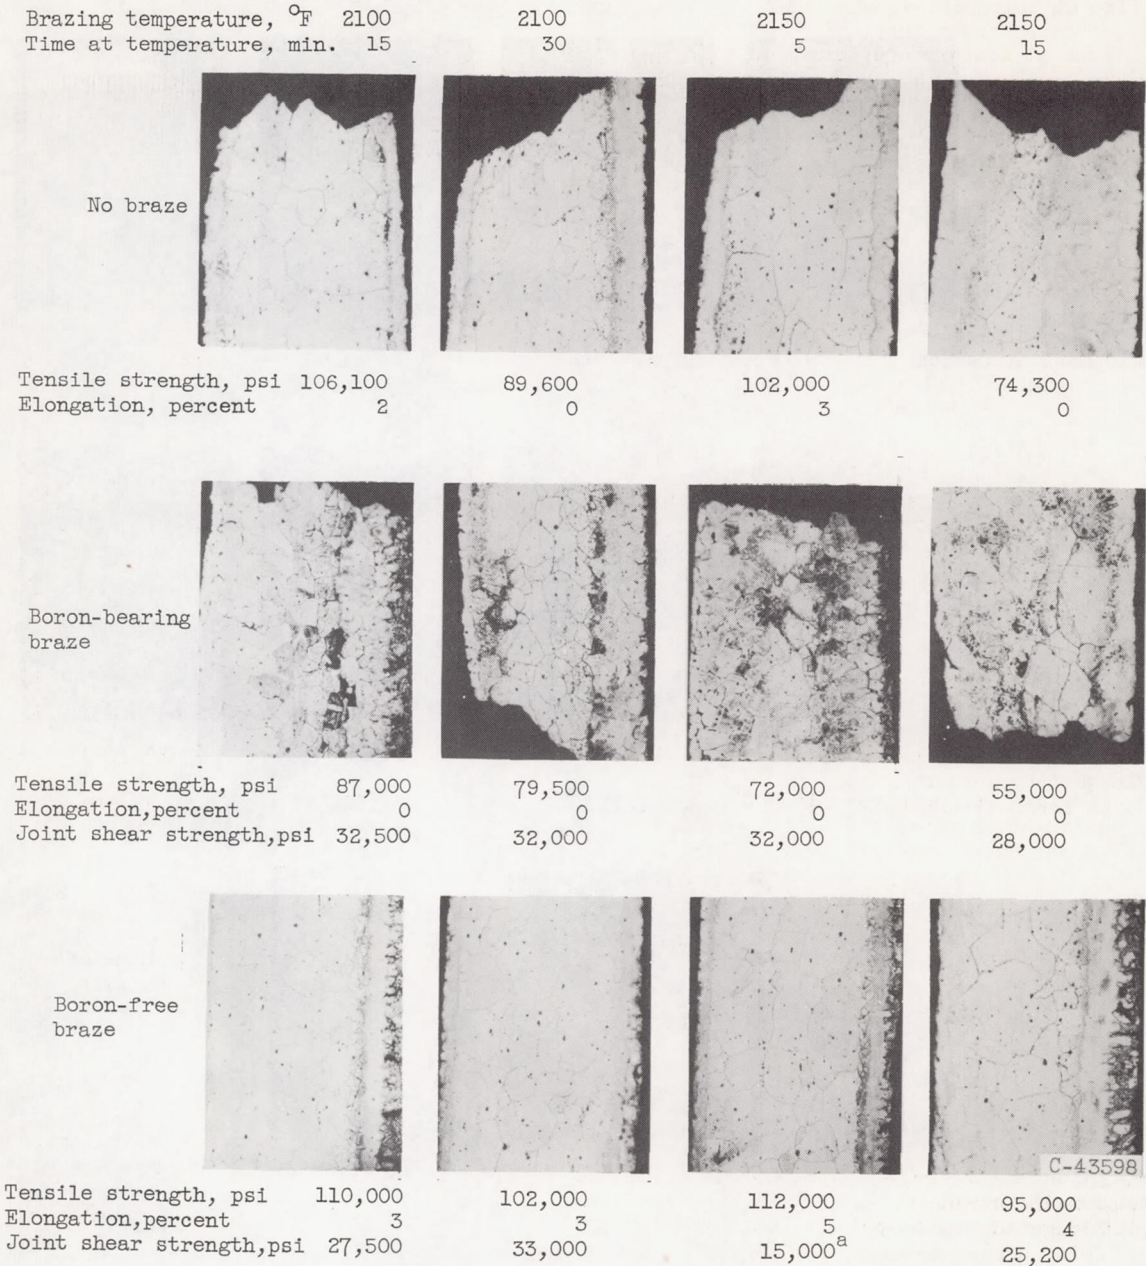 Brazing temperature, °F 2100 2100 2150 2150
Time at temperature, min. 15 30 5 15
No braze
Tensile strength, psi 106,100 89,600 102,000 74,300
Elongation, percent 2 0 3 0
Boron-bearing
braze
Tensile strength, psi 87,000 79,500 72,000 55,000
Elongation,percent 0 0 0 0
Joint shear strength,psi 32,500 32,000 32,000 28,000
Boron-free
braze
C-43598
Tensile strength, psi 110,000 102,000 112,000 95,000
Elongation,percent 3 3 5 4
Joint shear strength,psi 27,500 33,000 15,000a 25,200